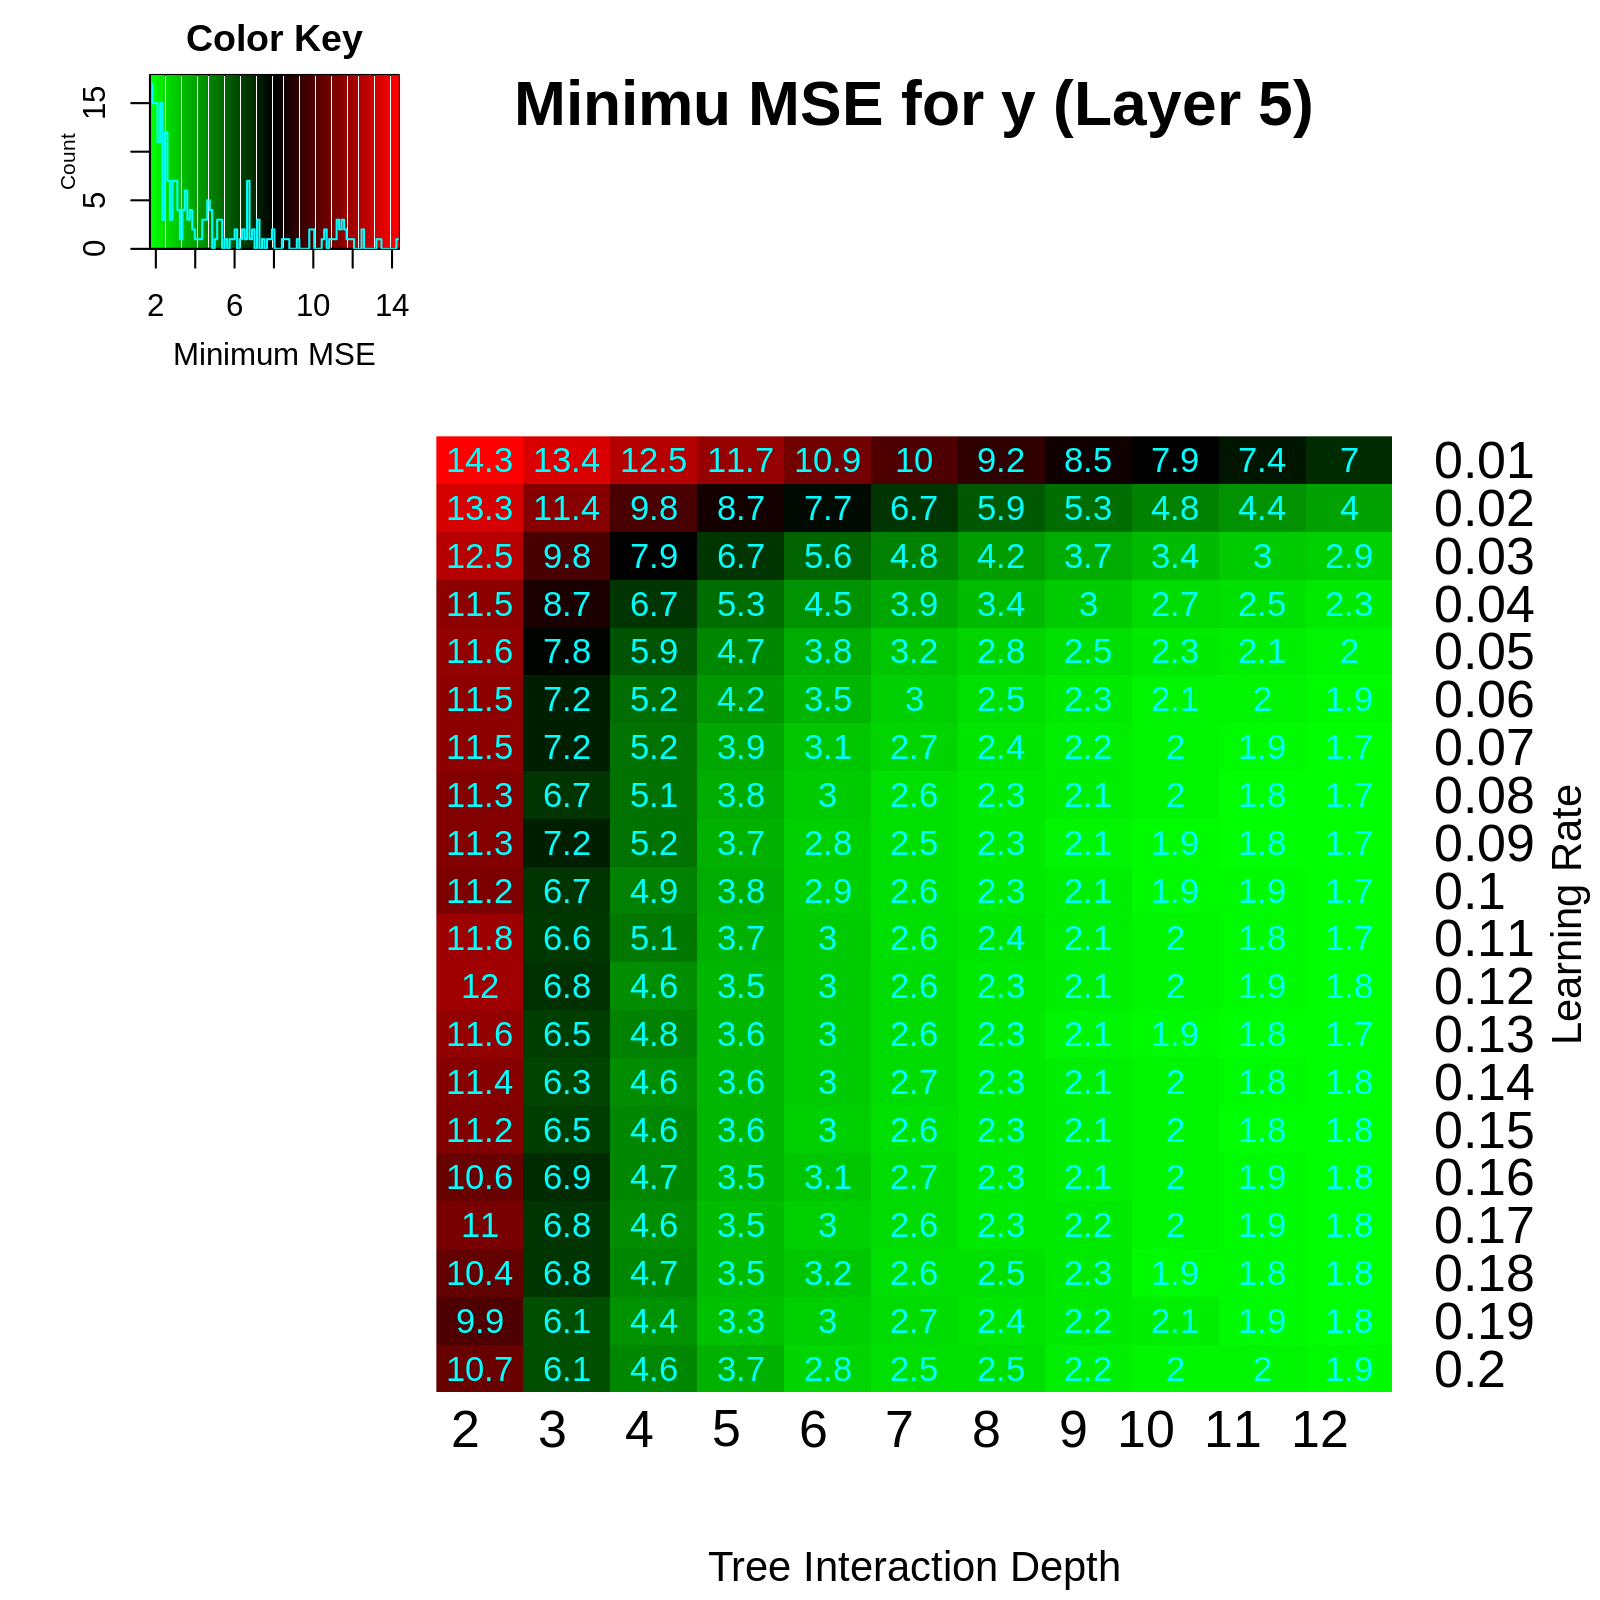 Color Key
Minimu MSE for y (Layer 5)
Count
15
5
0
2 6 10 14
Minimum MSE
14.3 13.4 12.5 11.7 10.9 10 9.2 8.5 7.9 7.4 7 0.01
13.3 11.4 9.8 8.7 7.7 6.7 5.9 5.3 4.8 4.4 4 0.02
12.5 9.8 7.9 6.7 5.6 4.8 4.2 3.7 3.4 3 2.9 0.03
11.5 8.7 6.7 5.3 4.5 3.9 3.4 3 2.7 2.5 2.3 0.04
11.6 7.8 5.9 4.7 3.8 3.2 2.8 2.5 2.3 2.1 2 0.05
11.5 7.2 5.2 4.2 3.5 3 2.5 2.3 2.1 2 1.9 0.06
11.5 7.2 5.2 3.9 3.1 2.7 2.4 2.2 2 1.9 1.7 0.07
11.3 6.7 5.1 3.8 3 2.6 2.3 2.1 2 1.8 1.7 0.08
11.3 7.2 5.2 3.7 2.8 2.5 2.3 2.1 1.9 1.8 1.7 0.09
11.2 6.7 4.9 3.8 2.9 2.6 2.3 2.1 1.9 1.9 1.7 0.1
11.8 6.6 5.1 3.7 3 2.6 2.4 2.1 2 1.8 1.7 0.11
12 6.8 4.6 3.5 3 2.6 2.3 2.1 2 1.9 1.8 0.12
11.6 6.5 4.8 3.6 3 2.6 2.3 2.1 1.9 1.8 1.7 0.13
11.4 6.3 4.6 3.6 3 2.7 2.3 2.1 2 1.8 1.8 0.14
11.2 6.5 4.6 3.6 3 2.6 2.3 2.1 2 1.8 1.8 0.15
10.6 6.9 4.7 3.5 3.1 2.7 2.3 2.1 2 1.9 1.8 0.16
11 6.8 4.6 3.5 3 2.6 2.3 2.2 2 1.9 1.8 0.17
10.4 6.8 4.7 3.5 3.2 2.6 2.5 2.3 1.9 1.8 1.8 0.18
9.9 6.1 4.4 3.3 3 2.7 2.4 2.2 2.1 1.9 1.8 0.19
10.7 6.1 4.6 3.7 2.8 2.5 2.5 2.2 2 2 1.9 0.2
Learning Rate
2 3 4 5 6 7 8 9 10 11 12
Tree Interaction Depth